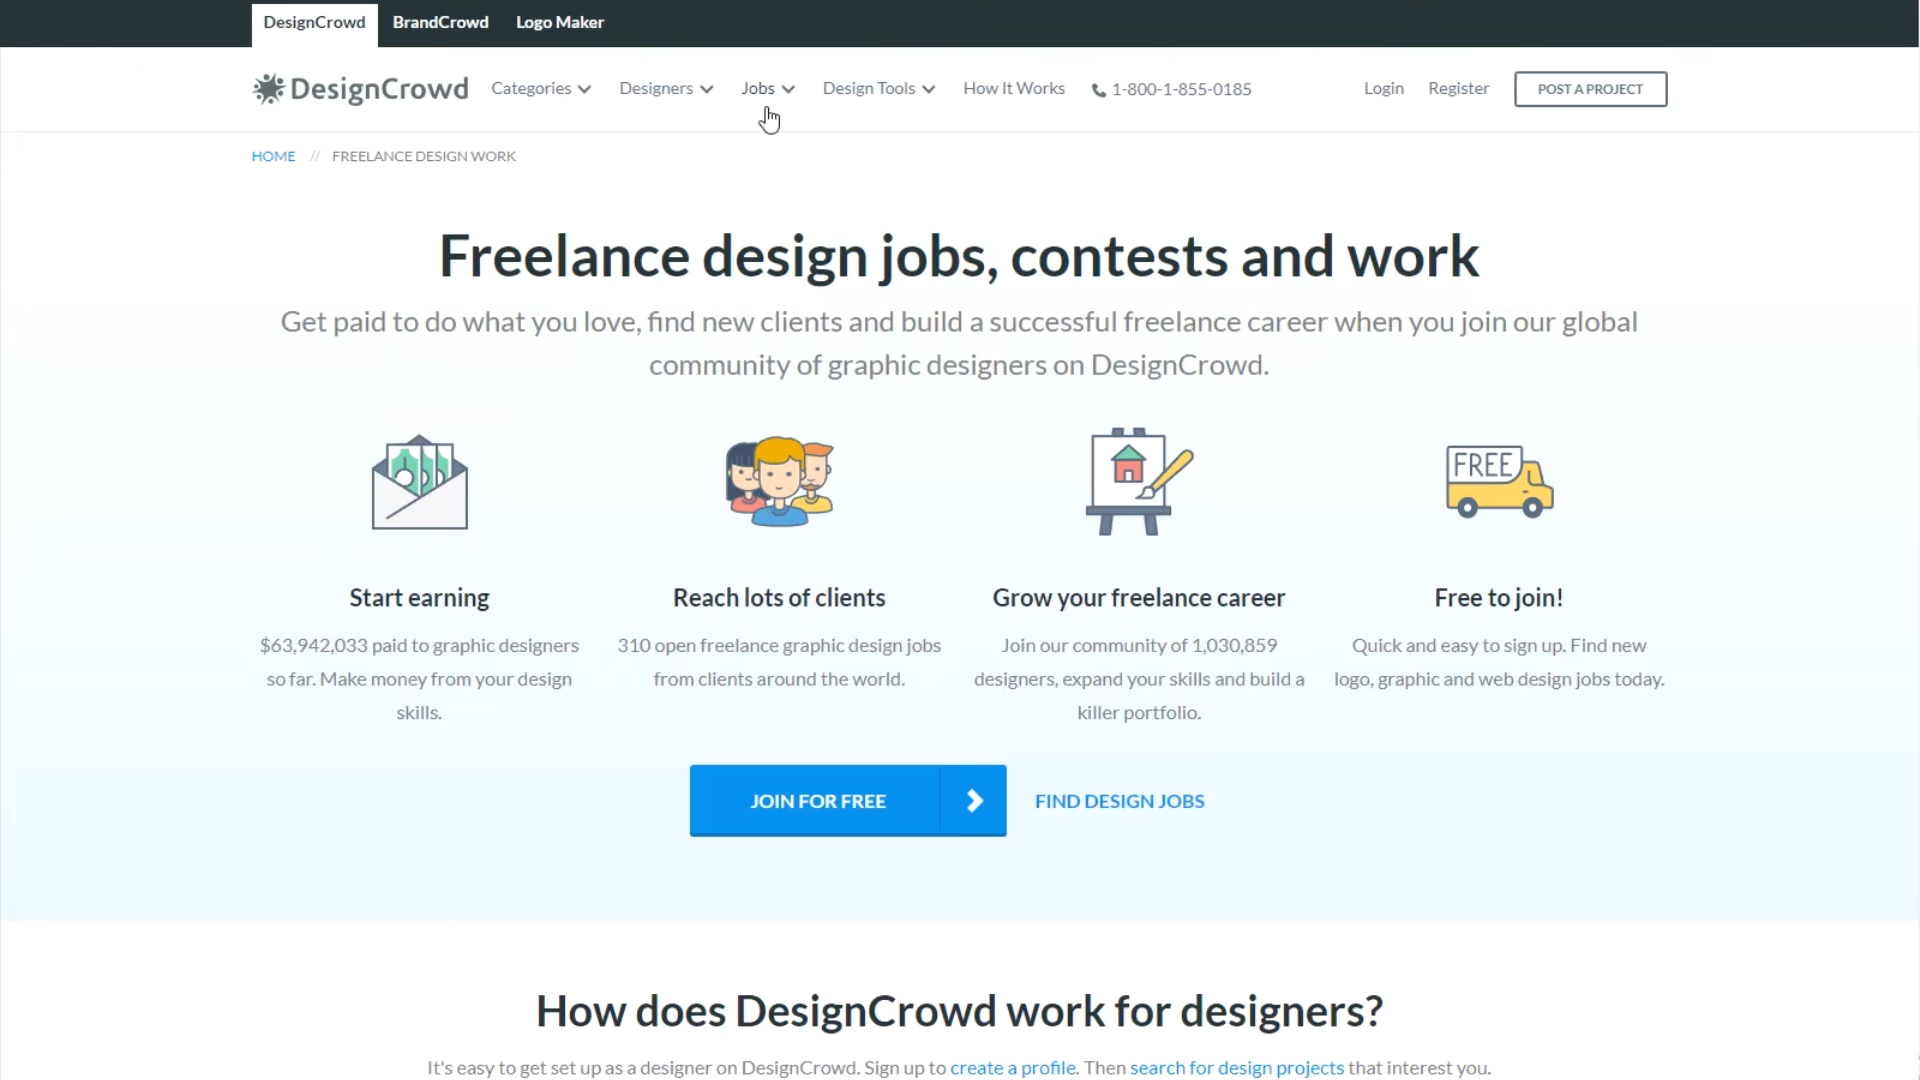 DesignCrowd BrandCrowd Logo Maker
DesignCrowd Categories Designers Jobs Design Tools How It Works 1-800-1-855-0185 Login Register POST A PROJECT
HOME // FREELANCE DESIGN WORK
Freelance design jobs, contests and work
Get paid to do what you love, find new clients and build a successful freelance career when you join our global
community of graphic designers on DesignCrowd.
FREE
Start earning
$63,942,033 paid to graphic designers
so far. Make money from your design
skills.
Reach lots of clients
310 open freelance graphic design jobs
from clients around the world.
Grow your freelance career
Join our community of 1,030,859
designers, expand your skills and build a
killer portfolio.
Free to join!
Quick and easy to sign up. Find new
logo, graphic and web design jobs today.
JOIN FOR FREE
FIND DESIGN JOBS
How does DesignCrowd work for designers?
It's easy to get set up as a designer on DesignCrowd. Sign up to create a profile. Then search for design projects that interest you.